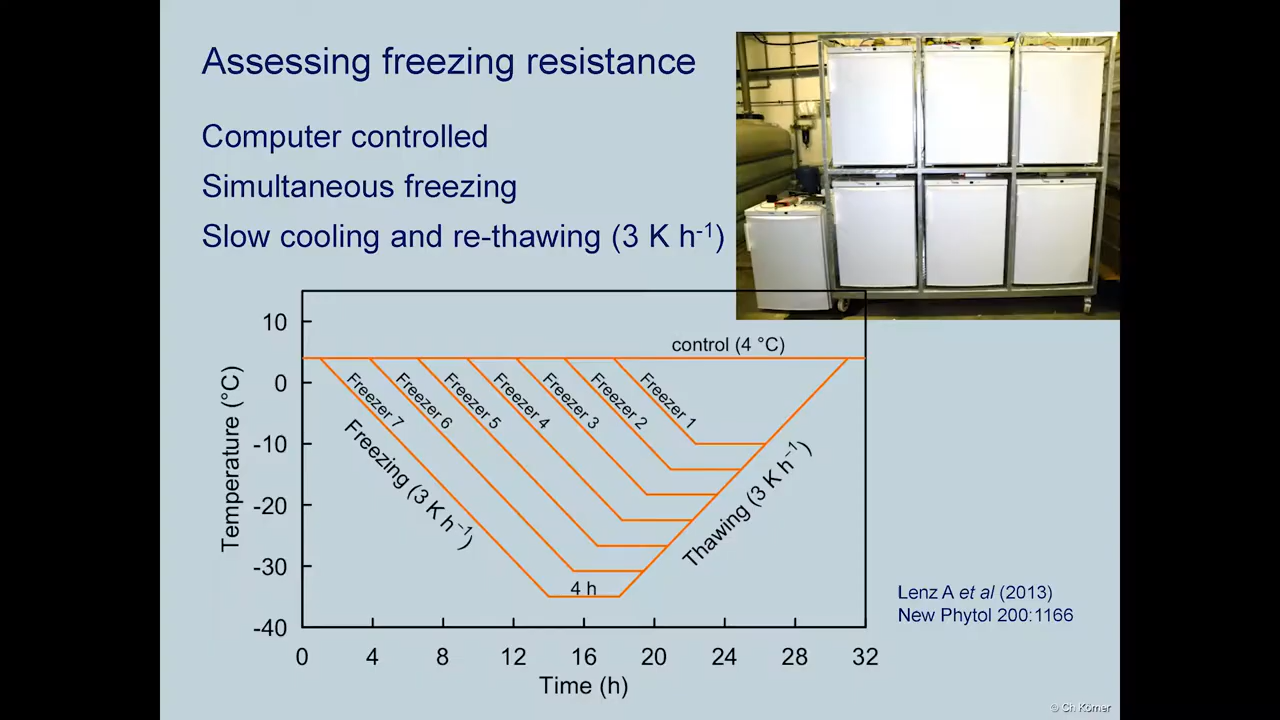 Assessing freezing resistance
Computer controlled
Simultaneous freezing
Slow cooling and re-thawing (3 K h⁻¹)
control (4 °C)
Freezer 7
Freezer 6
Freezer 5
Freezer 4
Freezer 3
Freezer 2
Freezer 1
Freezing (3 K h⁻¹)
Thawing (3 K h⁻¹)
4 h
Temperature (°C)
10
0
-10
-20
-30
-40
0 4 8 12 16 20 24 28 32
Time (h)
Lenz A et al (2013)
New Phytol 200:1166
© Ch Körner